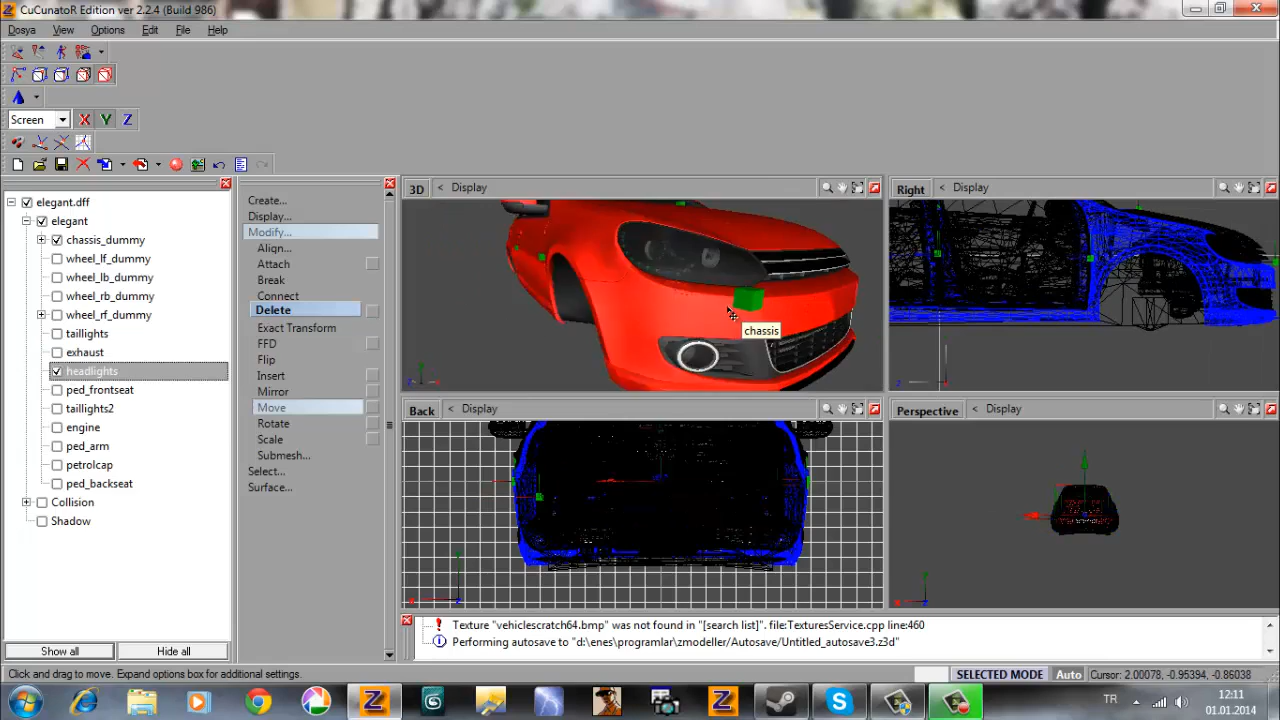 CuCunatoR Edition ver 2.2.4 (Build 986)
Dosya View Options Edit File Help
Screen X Y Z
elegant.dff
elegant
chassis_dummy
wheel_lf_dummy
wheel_lb_dummy
wheel_rb_dummy
wheel_rf_dummy
taillights
exhaust
headlights
ped_frontseat
taillights2
engine
ped_arm
petrolcap
ped_backseat
Collision
Shadow
Show all Hide all
Create...
Display...
Modify...
Align...
Attach
Break
Connect
Delete
Exact Transform
FFD
Flip
Insert
Mirror
Move
Rotate
Scale
Submesh...
Select...
Surface...
3D < Display
chassis
Right < Display
Back < Display
Perspective < Display
Texture "vehiclescratch64.bmp" was not found in "[search list]". file:TexturesService.cpp line:460
Performing autosave to "d:\enes\programlar\zmodeller/Autosave/Untitled_autosave3.z3d"
Click and drag to move. Expand options box for additional settings.
SELECTED MODE Auto Cursor: 2.00078, -0.95394, -0.86038
TR
12:11
01.01.2014